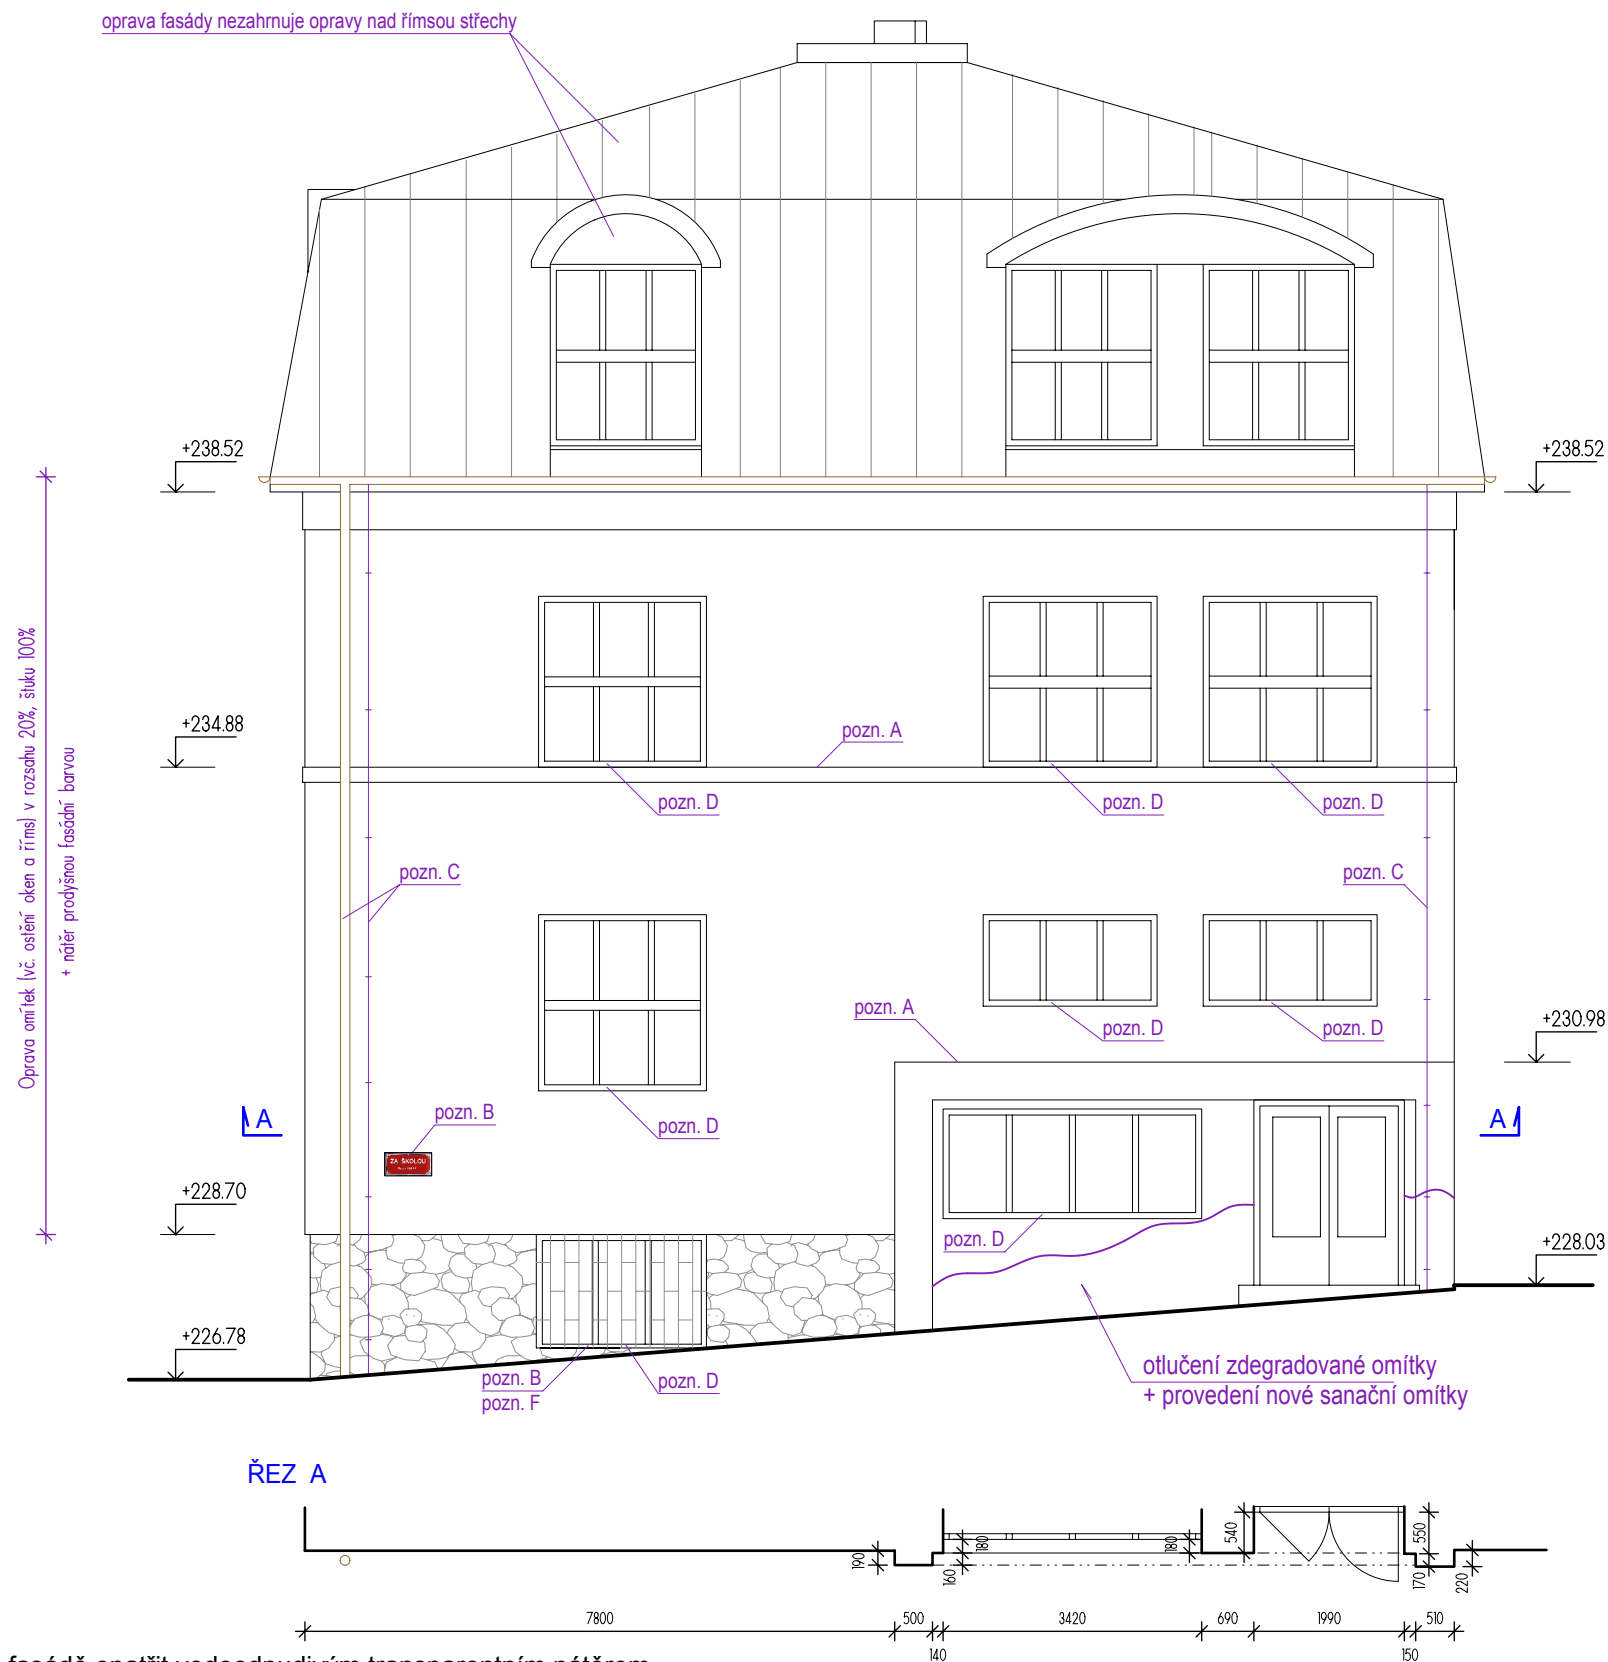 oprava fasády nezahrnuje opravy nad římsou střechy
+238.52
+238.52
Oprava omítek (vč. ostění oken a říms) v rozsahu 20%, štuku 100%
+ nátěr prodyšnou fasádní barvou
+234.88
pozn. A
pozn. D
pozn. D
pozn. D
pozn. C
pozn. C
pozn. A
pozn. D
pozn. D
+230.98
A
pozn. B
pozn. D
A
ZA ŠKOLOU
+228.70
pozn. D
+228.03
+226.78
pozn. B
pozn. F
pozn. D
otlučení zdegradované omítky
+ provedení nové sanační omítky
ŘEZ A
190
160
180
180
540
550
170
220
7800
500
140
3420
690
1990
150
510